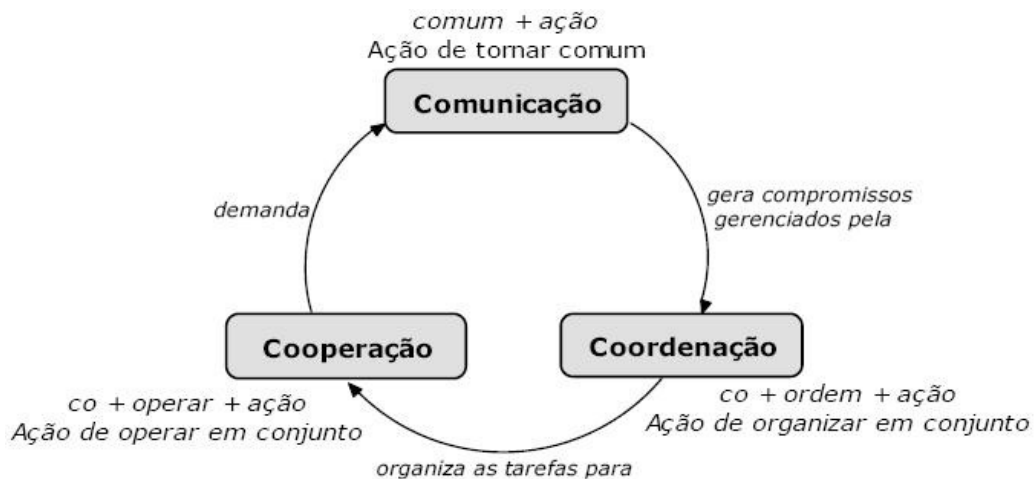 comum + ação
Ação de tornar comum
Comunicação
demanda
gera compromissos
gerenciados pela
Cooperação
Coordenação
co + operar + ação
Ação de operar em conjunto
co + ordem + ação
Ação de organizar em conjunto
organiza as tarefas para